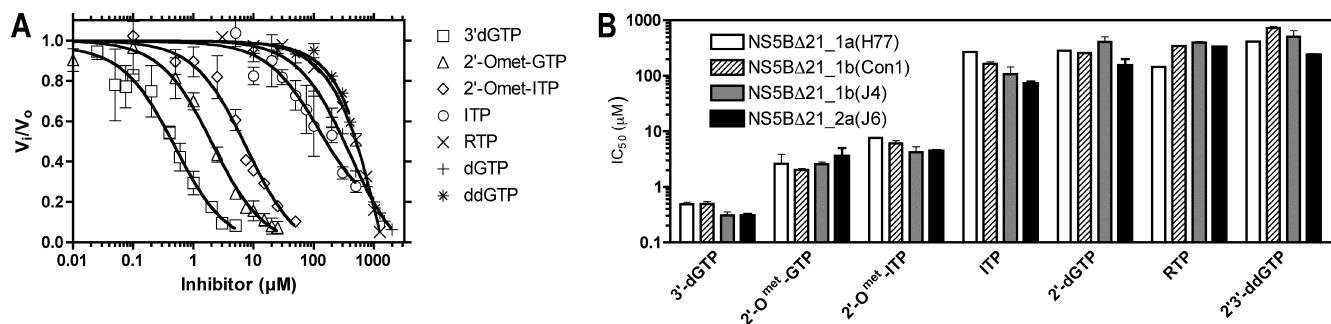 A
Vi/Vo
1.0
0.8
0.6
0.4
0.2
0.0
0.01
0.1
1
10
100
1000
Inhibitor (µM)
3'dGTP
2'-Omet-GTP
2'-Omet-ITP
ITP
RTP
dGTP
ddGTP
B
IC50 (µM)
1000
100
10
1
0.1
NS5BΔ21_1a(H77)
NS5BΔ21_1b(Con1)
NS5BΔ21_1b(J4)
NS5BΔ21_2a(J6)
3'-dGTP
2'-Omet-GTP
2'-Omet-ITP
ITP
2'-dGTP
RTP
2'3'-ddGTP